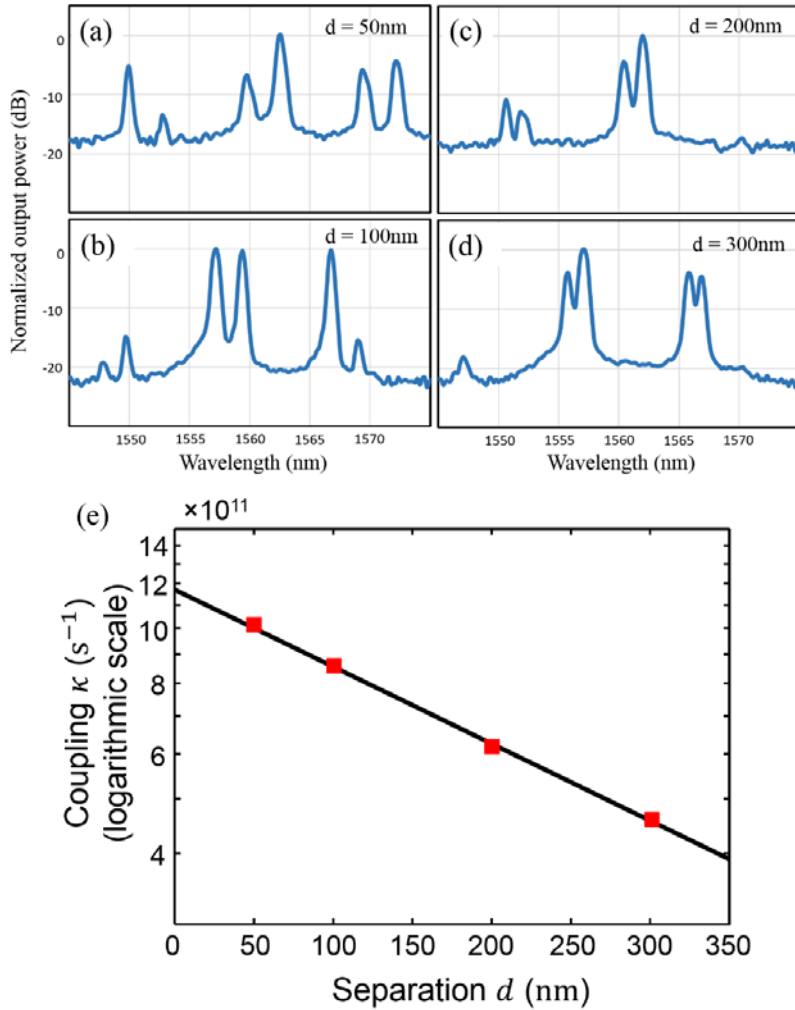 (a) d = 50nm
(c) d = 200nm
0
-10
-20
Normalized output power (dB)
(b) d = 100nm
(d) d = 300nm
0
-10
-20
1550 1555 1560 1565 1570
1550 1555 1560 1565 1570
Wavelength (nm)
Wavelength (nm)
(e) ×10¹¹
14
12
10
8
6
4
Coupling κ (s⁻¹)
(logarithmic scale)
0 50 100 150 200 250 300 350
Separation d (nm)